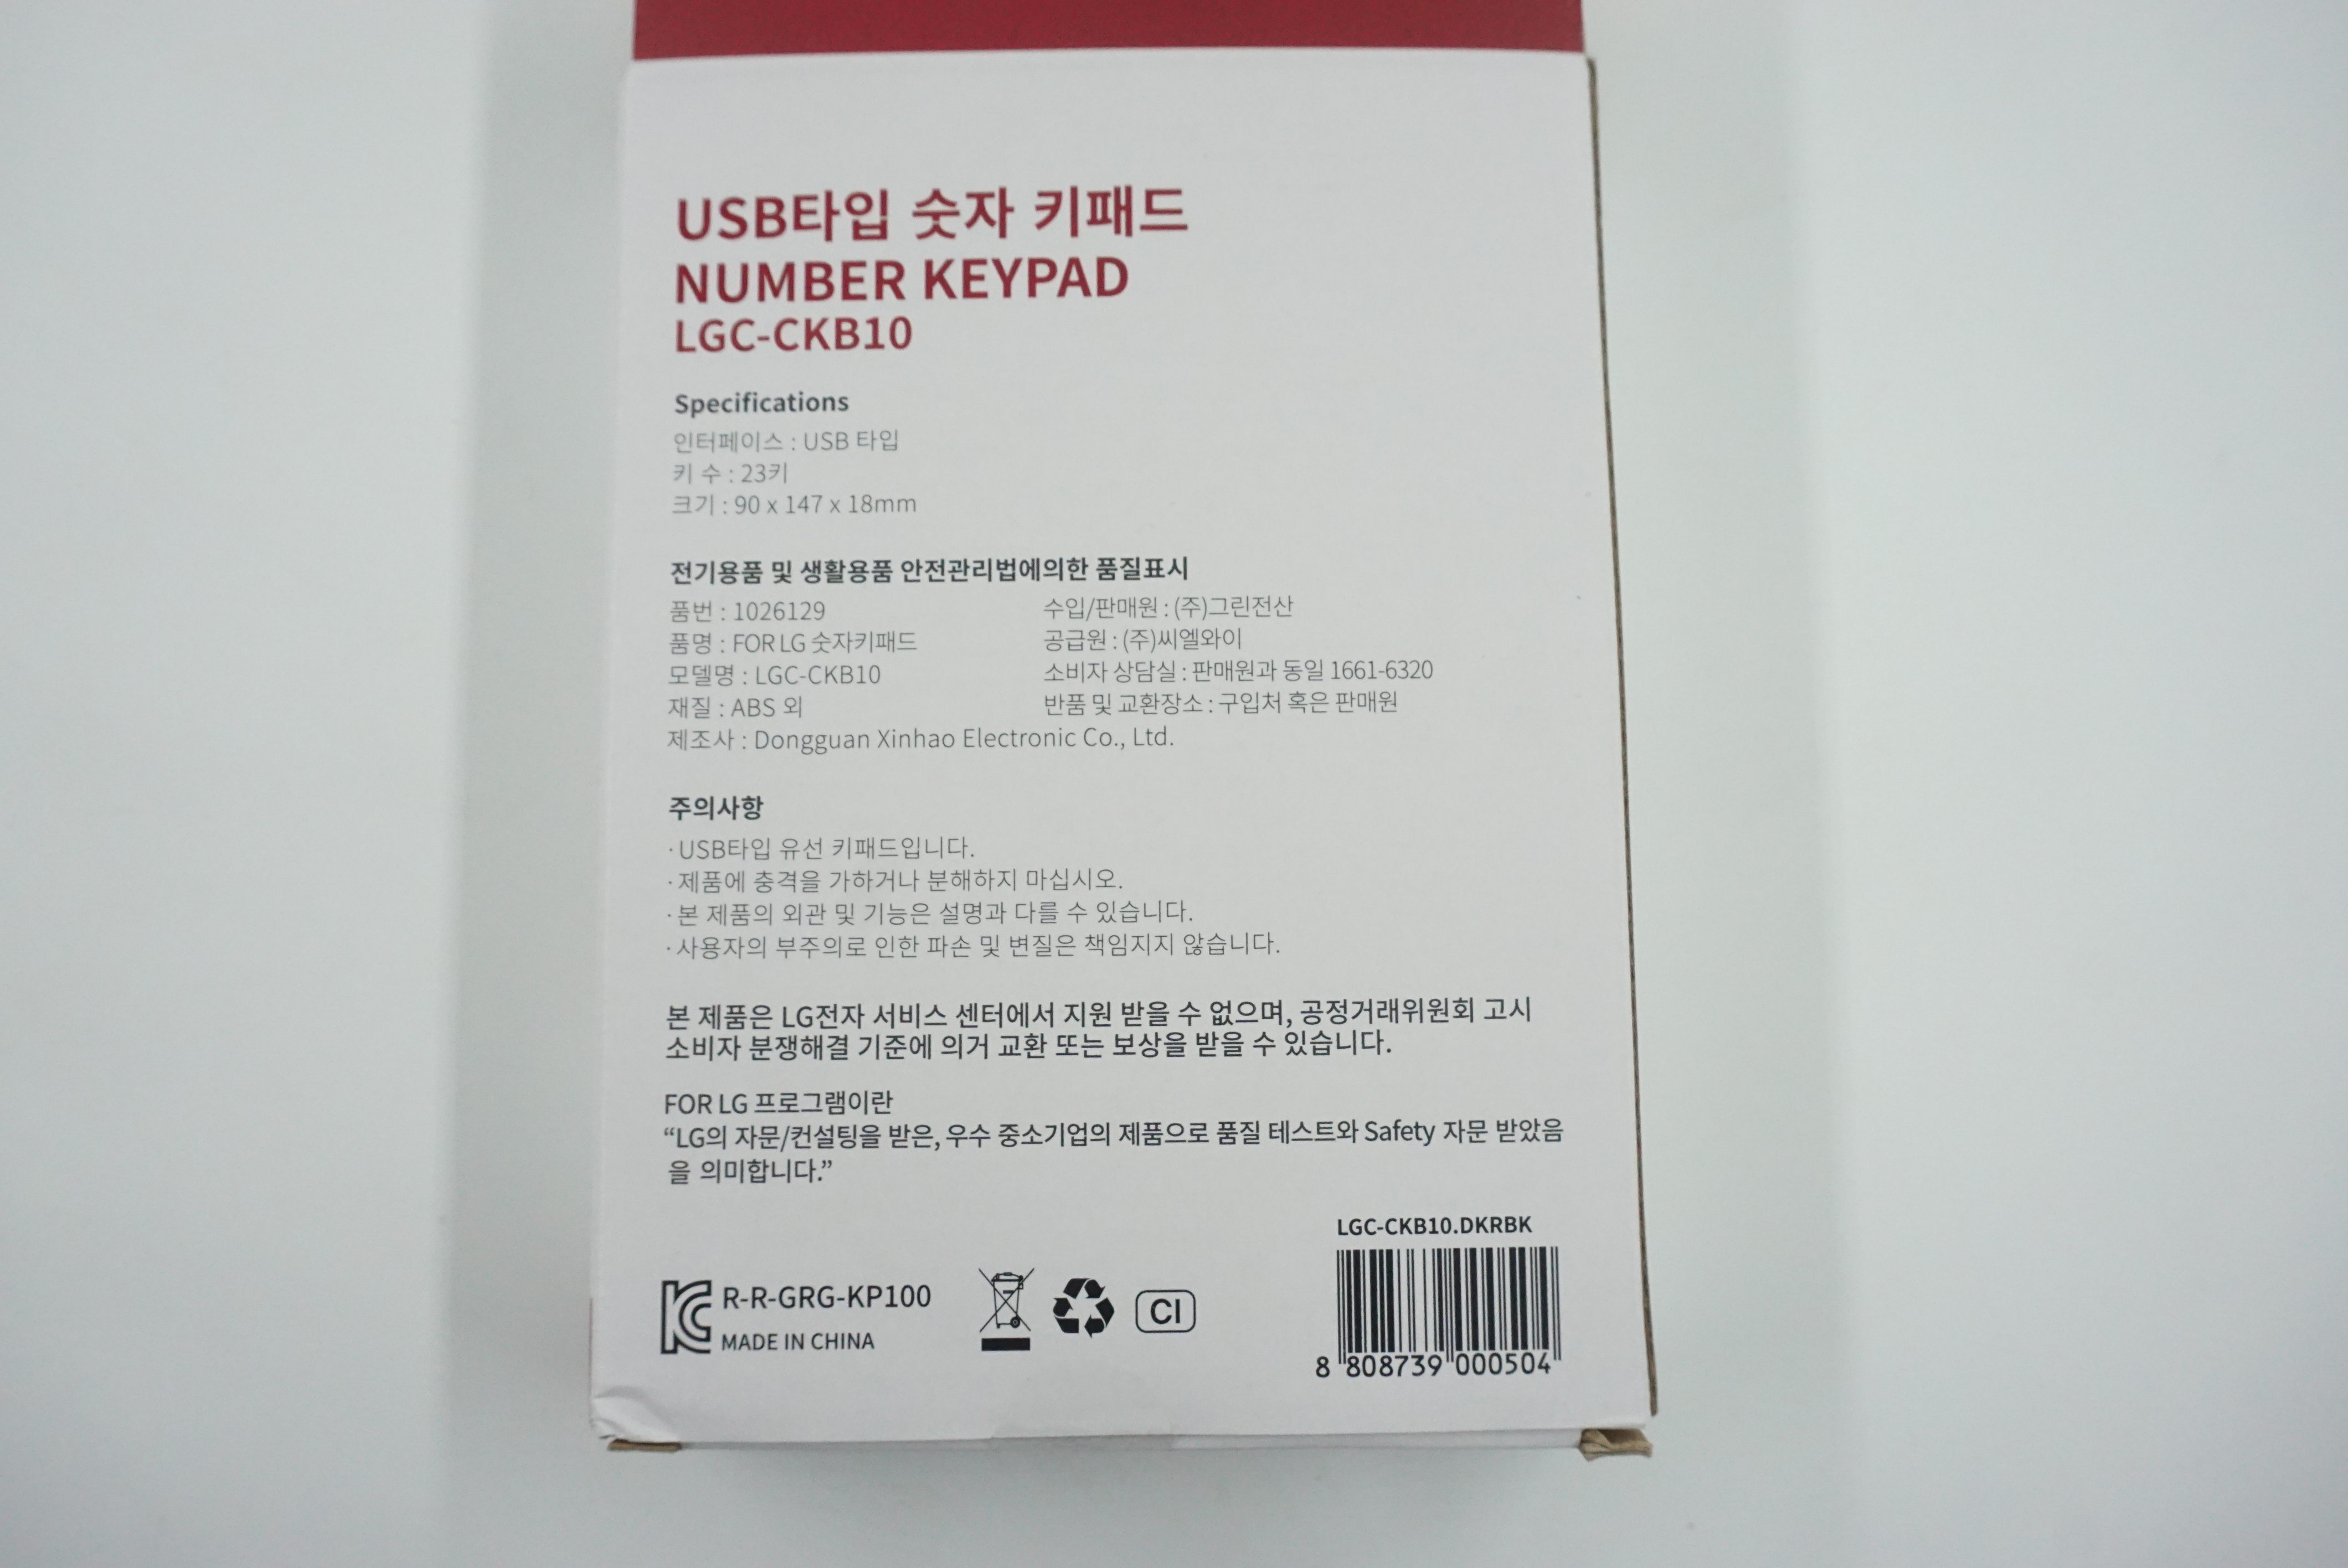 USB타입 숫자 키패드
NUMBER KEYPAD
LGC-CKB10
Specifications
인터페이스 : USB 타입
키 수 : 23키
크기 : 90 x 147 x 18mm
전기용품 및 생활용품 안전관리법에의한 품질표시
품번 : 1026129
품명 : FOR LG 숫자키패드
모델명 : LGC-CKB10
재질 : ABS 외
제조사 : Dongguan Xinhao Electronic Co., Ltd.
수입/판매원 : (주)그린전산
공급원 : (주)씨엘와이
소비자 상담실 : 판매원과 동일 1661-6320
반품 및 교환장소 : 구입처 혹은 판매원
주의사항
·USB타입 유선 키패드입니다.
·제품에 충격을 가하거나 분해하지 마십시오.
·본 제품의 외관 및 기능은 설명과 다를 수 있습니다.
·사용자의 부주의로 인한 파손 및 변질은 책임지지 않습니다.
본 제품은 LG전자 서비스 센터에서 지원 받을 수 없으며, 공정거래위원회 고시
소비자 분쟁해결 기준에 의거 교환 또는 보상을 받을 수 있습니다.
FOR LG 프로그램이란
“LG의 자문/컨설팅을 받은, 우수 중소기업의 제품으로 품질 테스트와 Safety 자문 받았음
을 의미합니다.”
LGC-CKB10.DKRBK
KC R-R-GRG-KP100
MADE IN CHINA
CI
8 808739 000504